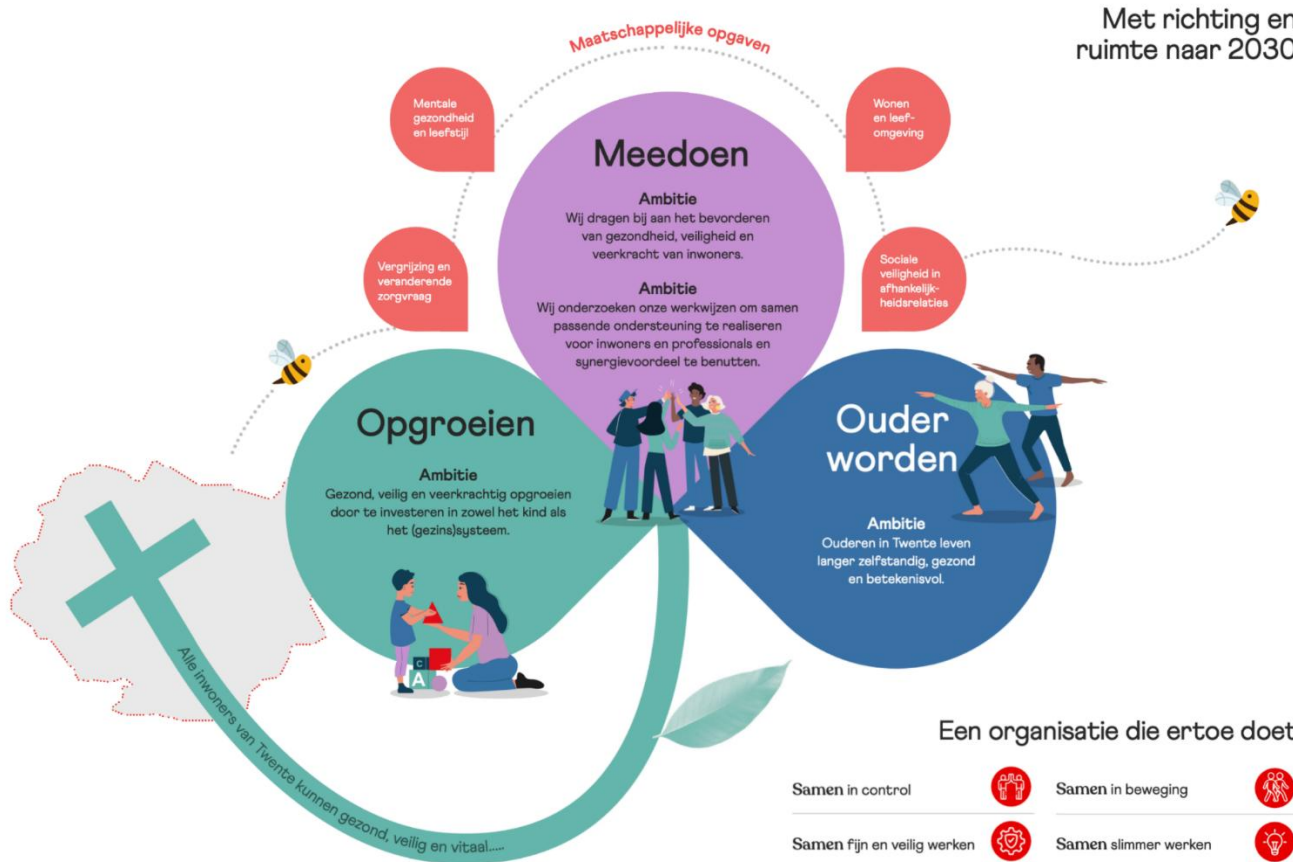 Met richting en
ruimte naar 2030
Maatschappelijke opgaven
Mentale
gezondheid
en leefstijl
Wonen
en leef-
omgeving
Vergrijzing en
veranderende
zorgvraag
Sociale
veiligheid in
afhankelijk-
heidsrelaties
Meedoen
Ambitie
Wij dragen bij aan het bevorderen
van gezondheid, veiligheid en
veerkracht van inwoners.
Ambitie
Wij onderzoeken onze werkwijzen om samen
passende ondersteuning te realiseren
voor inwoners en professionals en
synergievoordeel te benutten.
Opgroeien
Ambitie
Gezond, veilig en veerkrachtig opgroeien
door te investeren in zowel het kind als
het (gezins)systeem.
C
A
Ouder
worden
Ambitie
Ouderen in Twente leven
langer zelfstandig, gezond
en betekenisvol.
Alle inwoners van Twente kunnen gezond, veilig en vitaal.....
Een organisatie die ertoe doet
Samen in control
Samen in beweging
Samen fijn en veilig werken
Samen slimmer werken